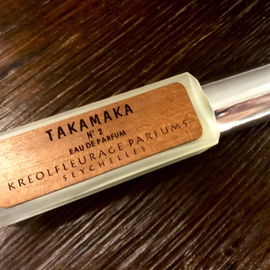 TAKAMAKA
Nº 2
EAU DE PARFUM
KREOLFLEURAGE PARFUMS
SEYCHELLES